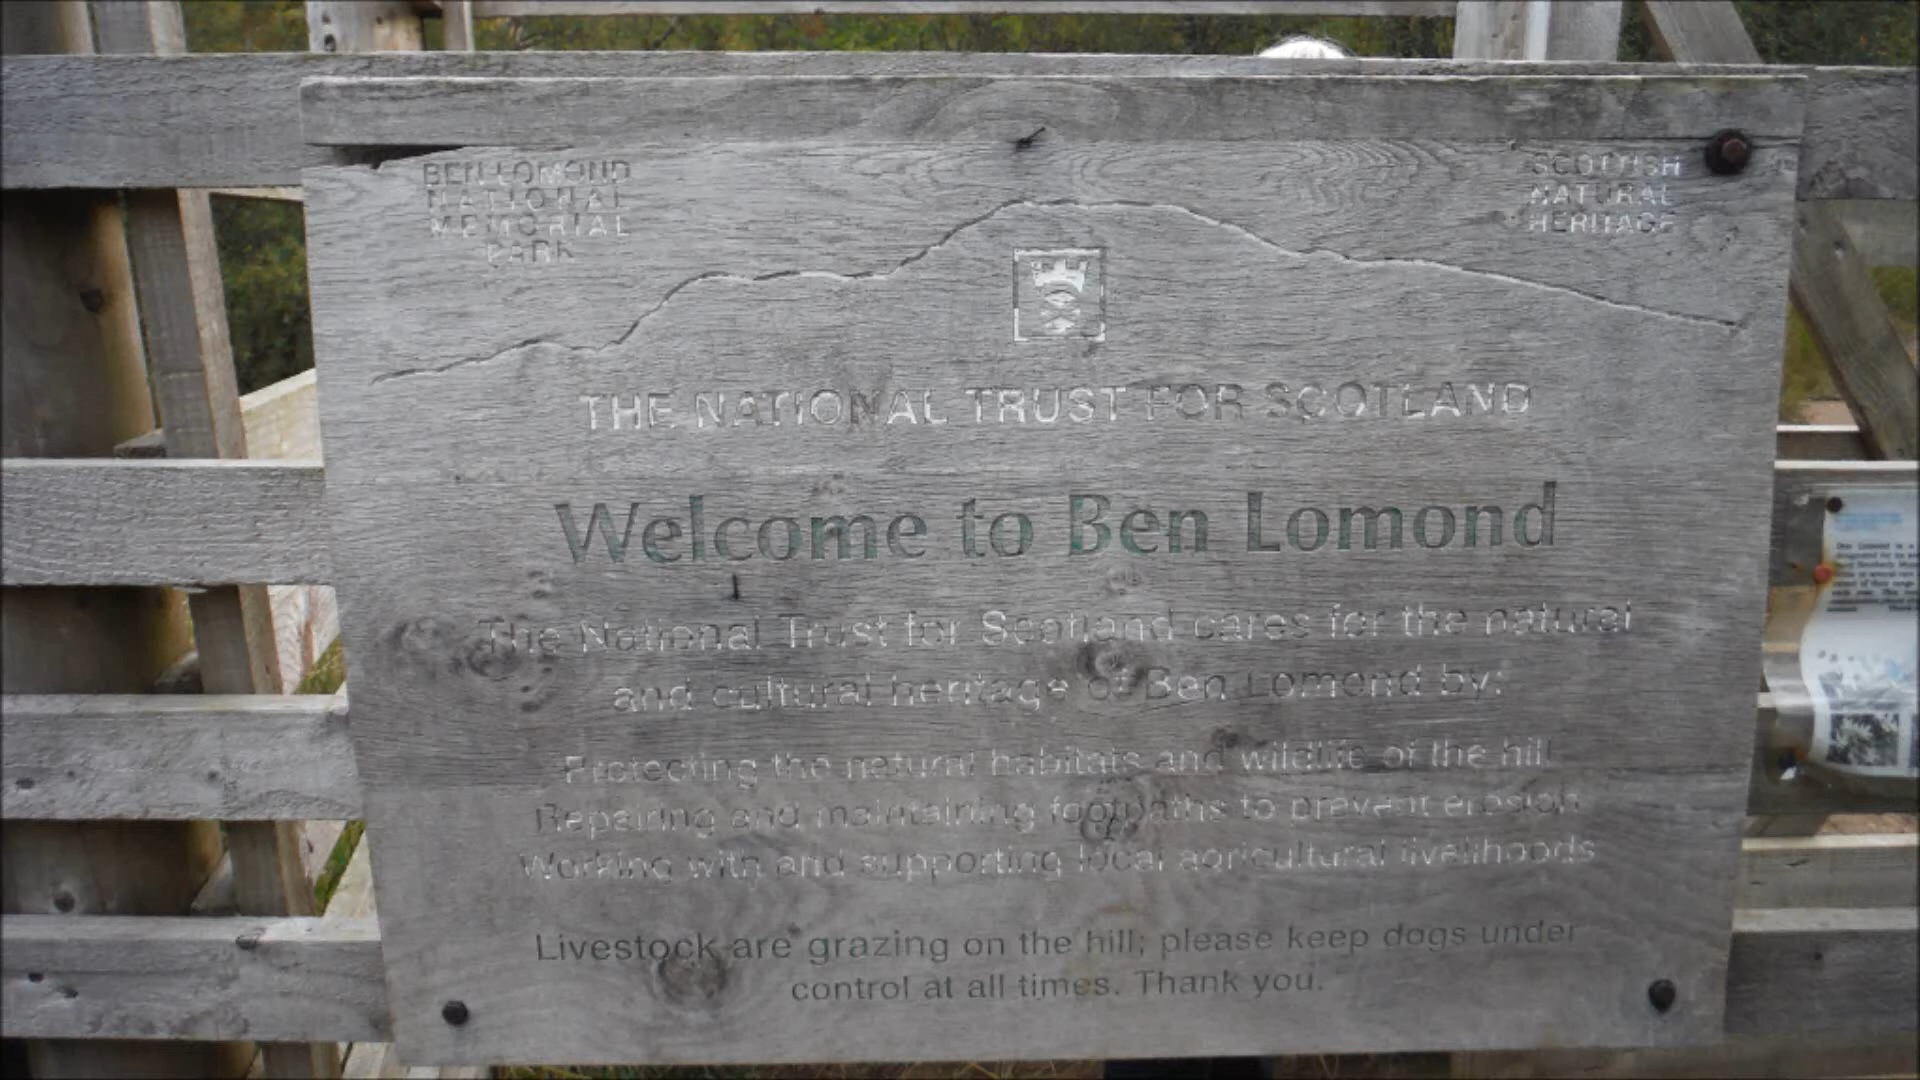 BEN LOMOND
NATIONAL
MEMORIAL
PARK
SCOTTISH
NATURAL
HERITAGE
THE NATIONAL TRUST FOR SCOTLAND
Welcome to Ben Lomond
The National Trust for Scotland cares for the natural
and cultural heritage of Ben Lomond by:
Protecting the natural habitats and wildlife of the hill
Repairing and maintaining footpaths to prevent erosion
Working with and supporting local agricultural livelihoods
Livestock are grazing on the hill; please keep dogs under
control at all times. Thank you.